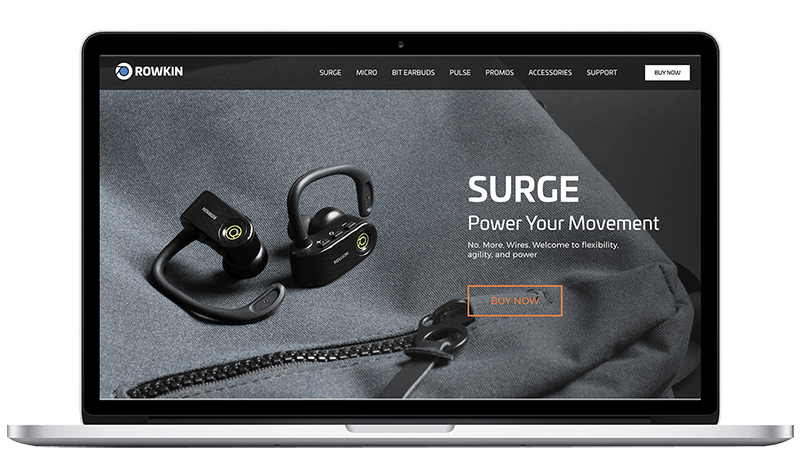 ROWKIN
SURGE MICRO BIT EARBUDS PULSE PROMOS ACCESSORIES SUPPORT BUY NOW
SURGE
Power Your Movement
No. More. Wires. Welcome to flexibility,
agility, and power
BUY NOW
ROWKIN
ROWKIN